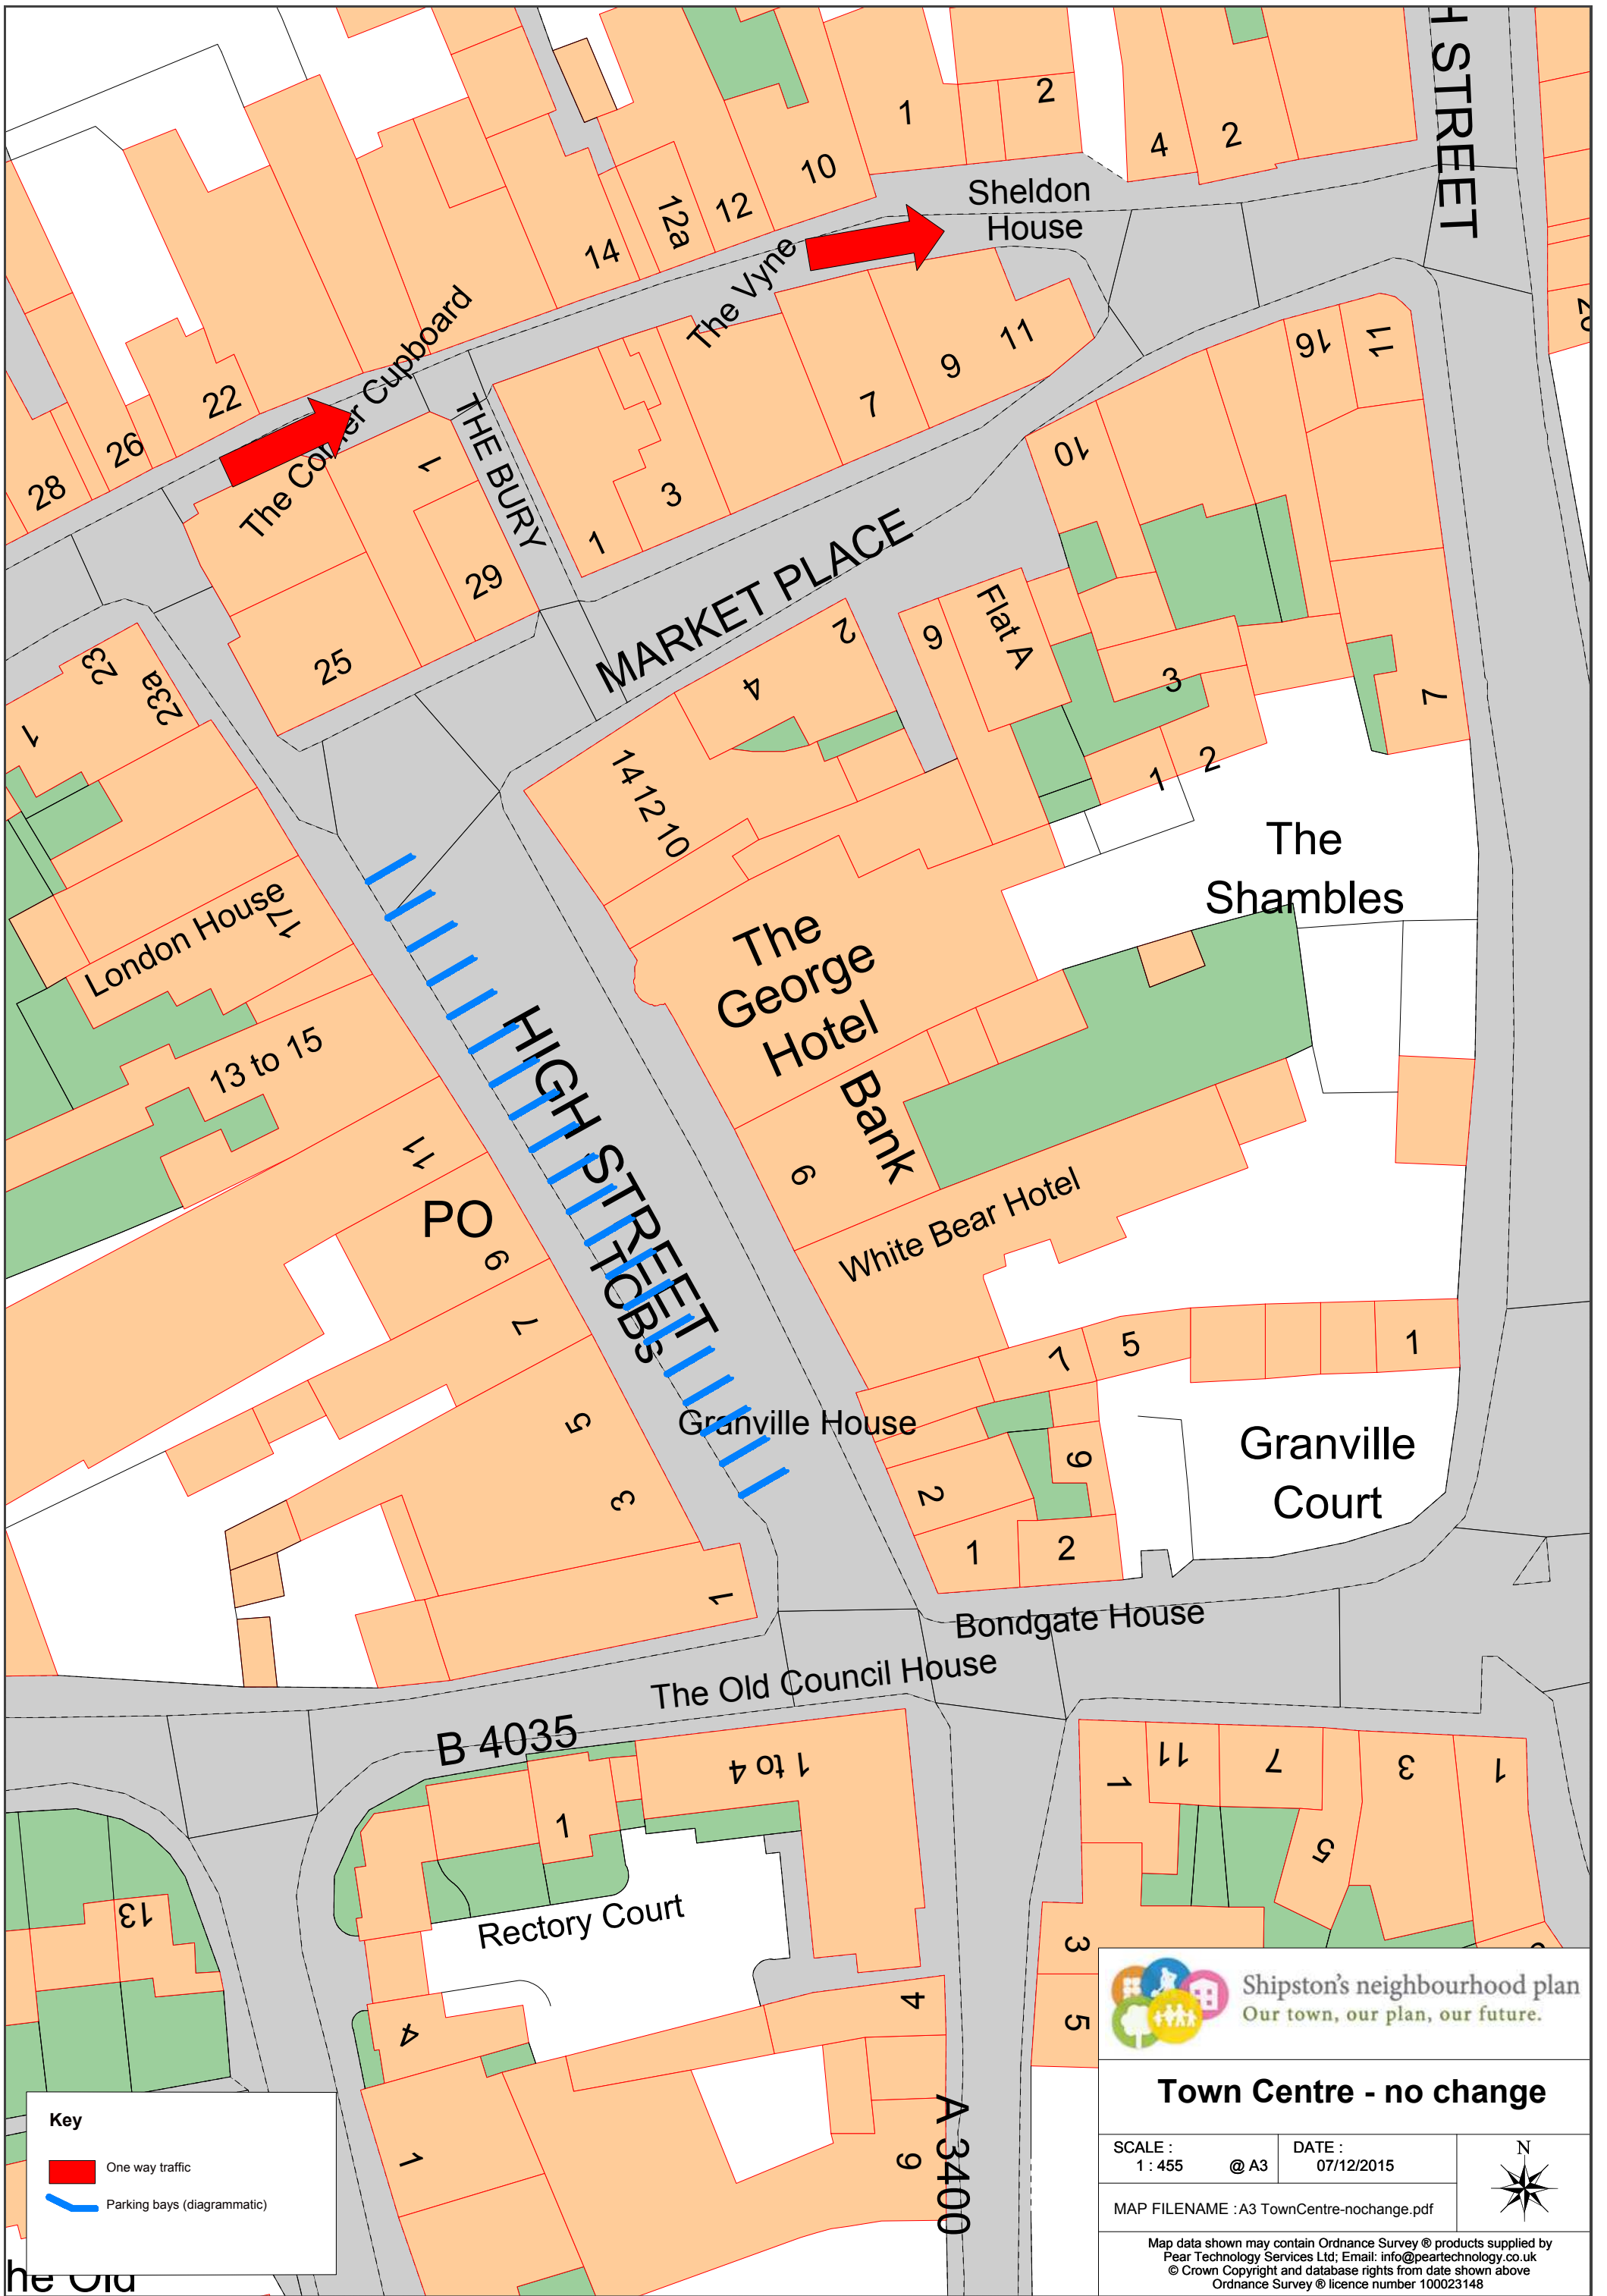 H STREET
1
2
4
2
10
12
12a
14
Sheldon
House
The Vyne
The Corner Cupboard
22
26
28
THE BURY
1
29
25
1
3
7
9
11
16
11
10
MARKET PLACE
23
23a
1
2
4
6
Flat A
3
1
2
7
14 12 10
The
Shambles
London House
17
13 to 15
11
PO
9
7
5
3
1
HIGH STREET
TOBs
The
George
Hotel
Bank
6
White Bear Hotel
7
5
1
Granville House
2
6
1
2
Granville
Court
Bondgate House
The Old Council House
B 4035
1 to 4
1
Rectory Court
13
4
1
4
6
A 3400
1
11
7
3
1
5
3
5
Key
One way traffic
Parking bays (diagrammatic)
he Old
Shipston's neighbourhood plan
Our town, our plan, our future.
Town Centre - no change
SCALE :
1 : 455 @ A3
DATE :
07/12/2015
N
MAP FILENAME : A3 TownCentre-nochange.pdf
Map data shown may contain Ordnance Survey ® products supplied by
Pear Technology Services Ltd; Email: info@peartechnology.co.uk
© Crown Copyright and database rights from date shown above
Ordnance Survey ® licence number 100023148